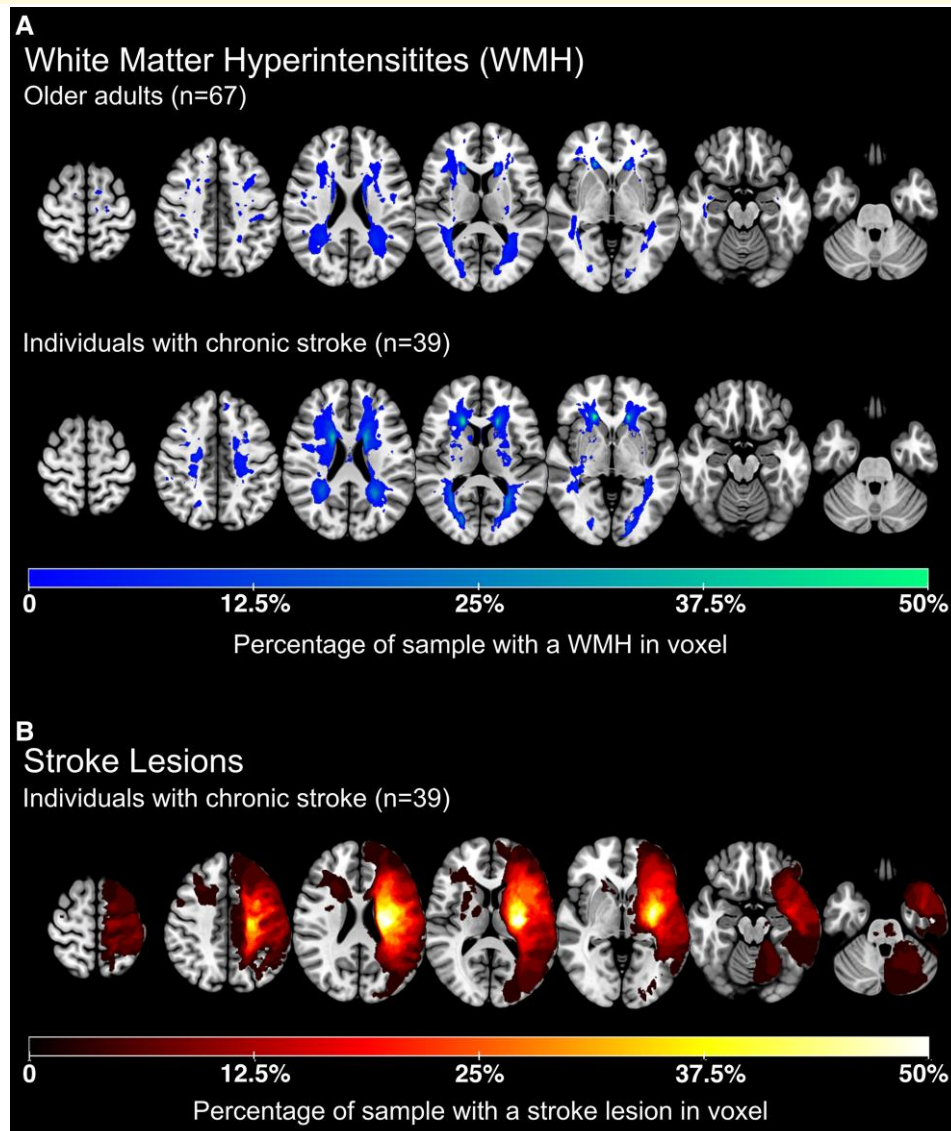 A
White Matter Hyperintensitites (WMH)
Older adults (n=67)
Individuals with chronic stroke (n=39)
0 12.5% 25% 37.5% 50%
Percentage of sample with a WMH in voxel
B
Stroke Lesions
Individuals with chronic stroke (n=39)
0 12.5% 25% 37.5% 50%
Percentage of sample with a stroke lesion in voxel